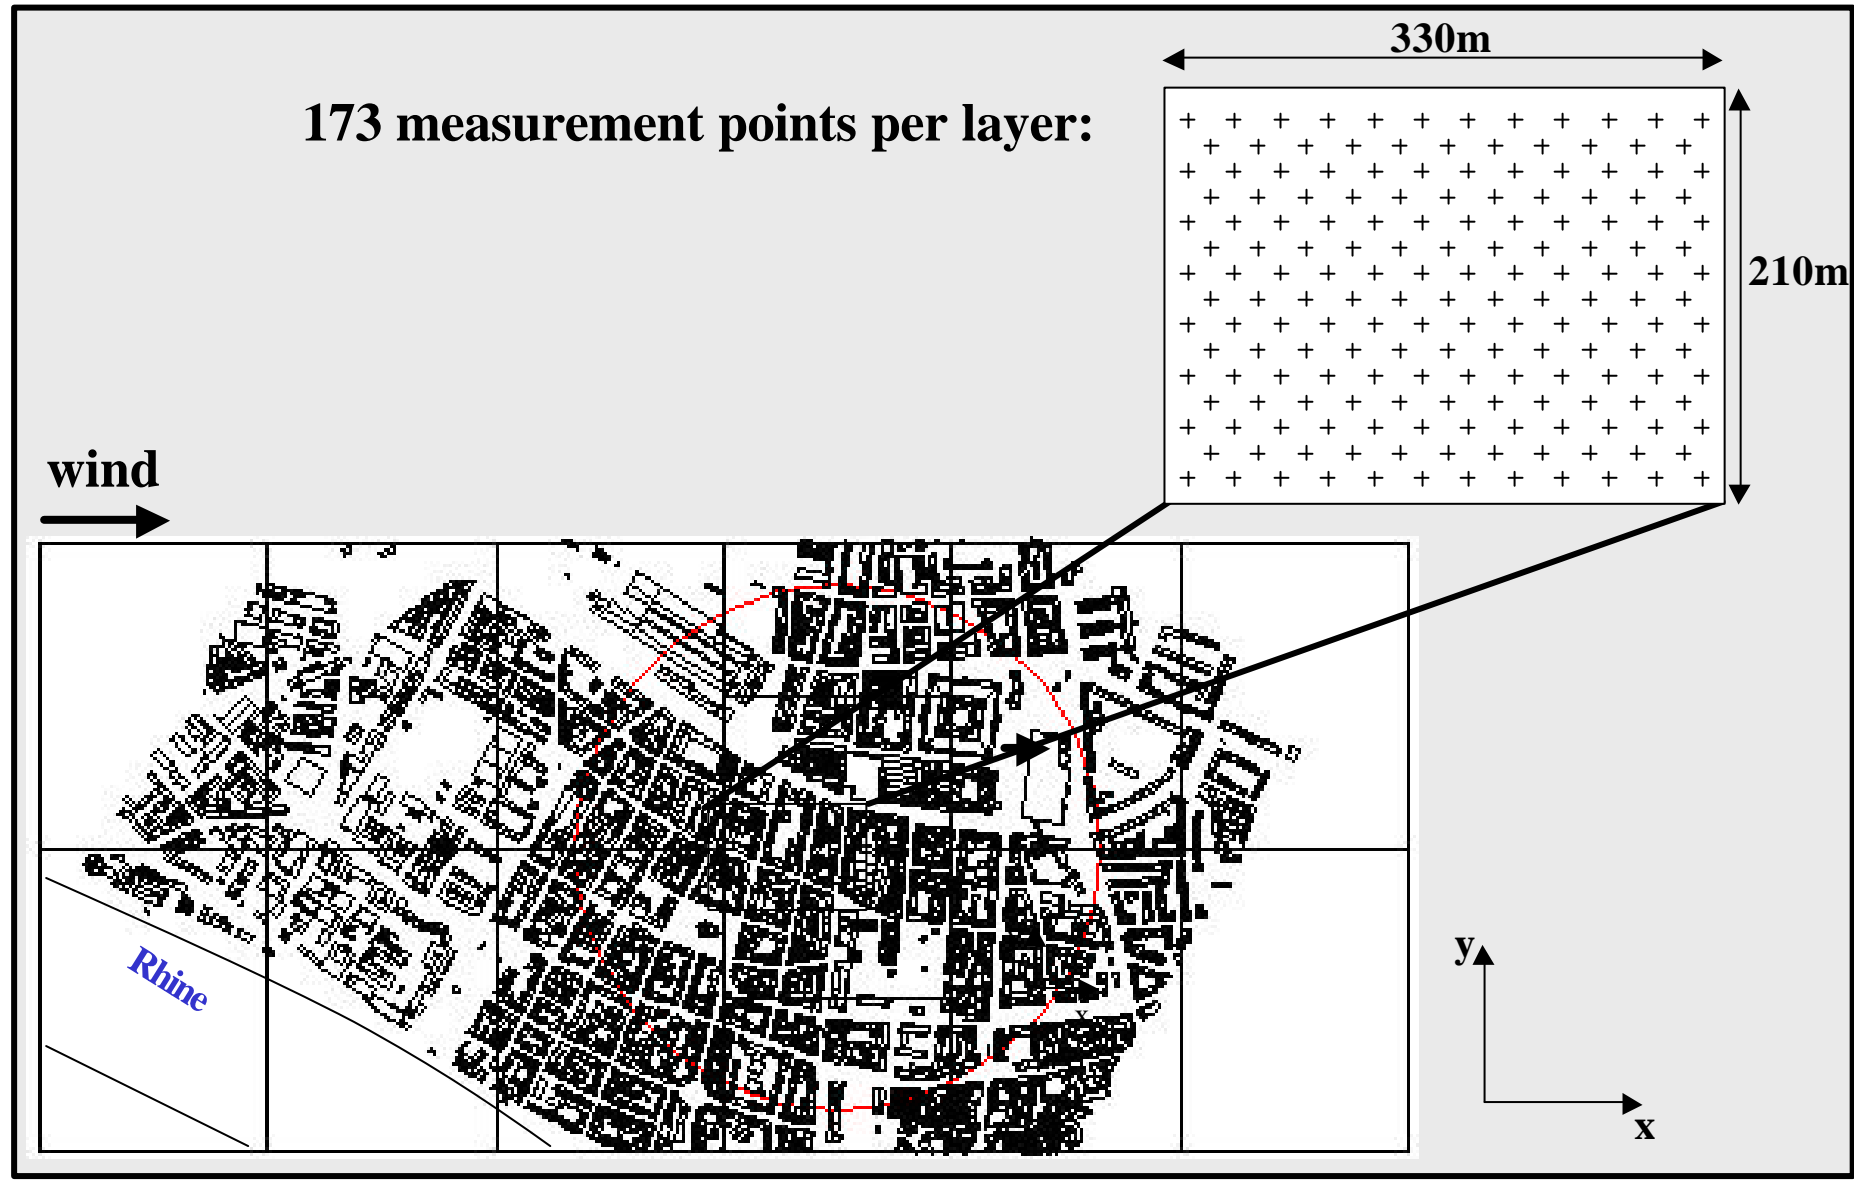 330m
173 measurement points per layer:
210m
wind
Rhine
y
x
x